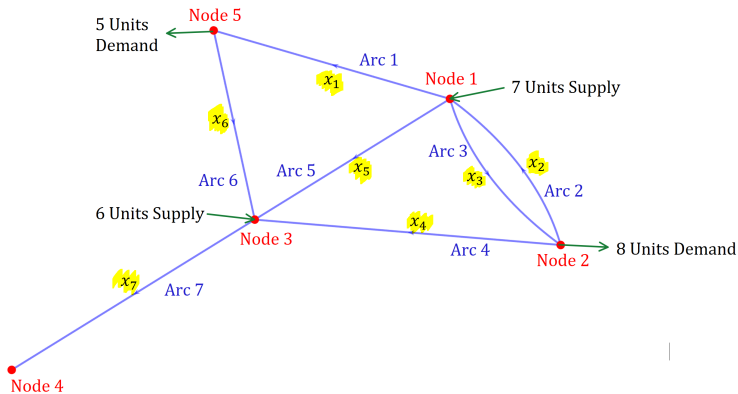 Node 5
5 Units
Demand
Arc 1
x₁
Node 1
7 Units Supply
x₆
Arc 3
x₂
Arc 5
x₅
x₃
Arc 6
Arc 2
6 Units Supply
x₄
Node 3
Arc 4
8 Units Demand
Node 2
x₇
Arc 7
Node 4